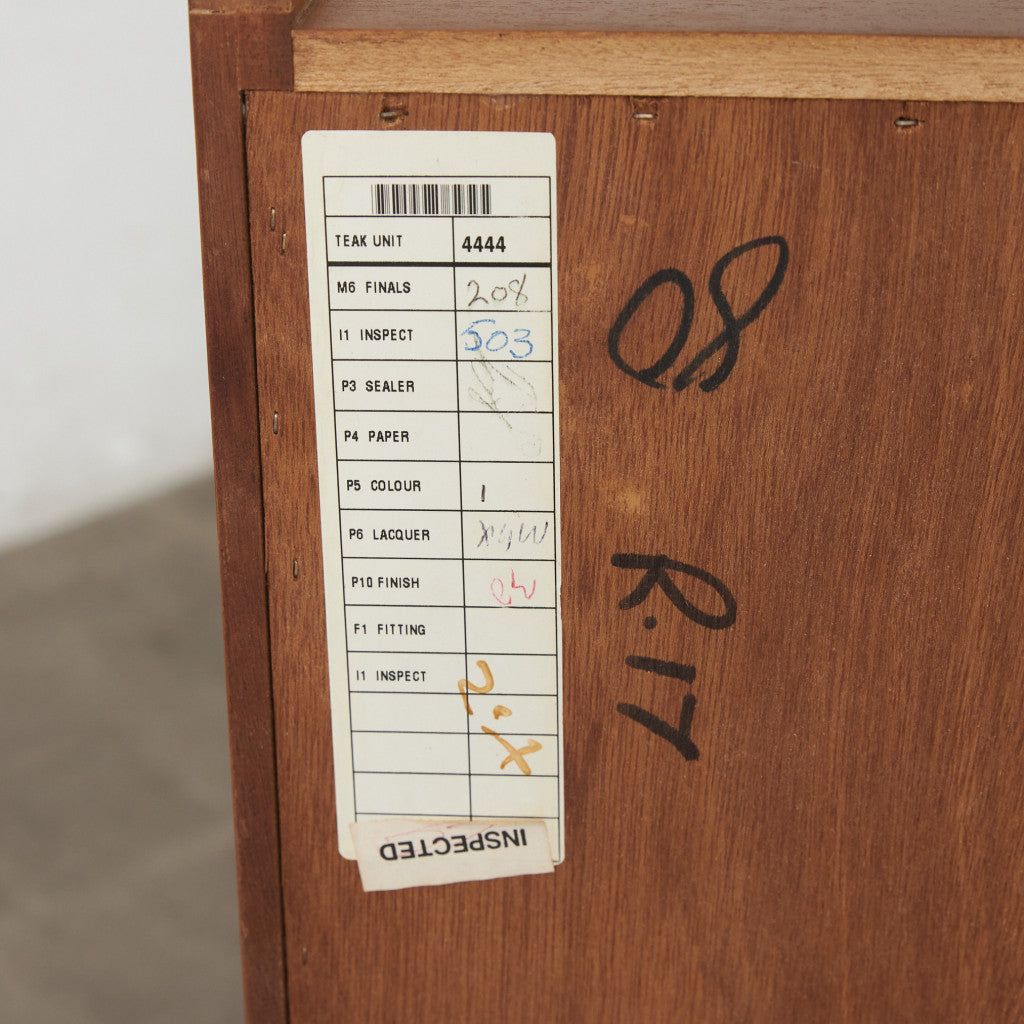 TEAK UNIT 4444
M6 FINALS 208
I1 INSPECT 503
P3 SEALER
P4 PAPER
P5 COLOUR 1
P6 LACQUER
P10 FINISH
F1 FITTING
I1 INSPECT
INSPECTED
08
R.17